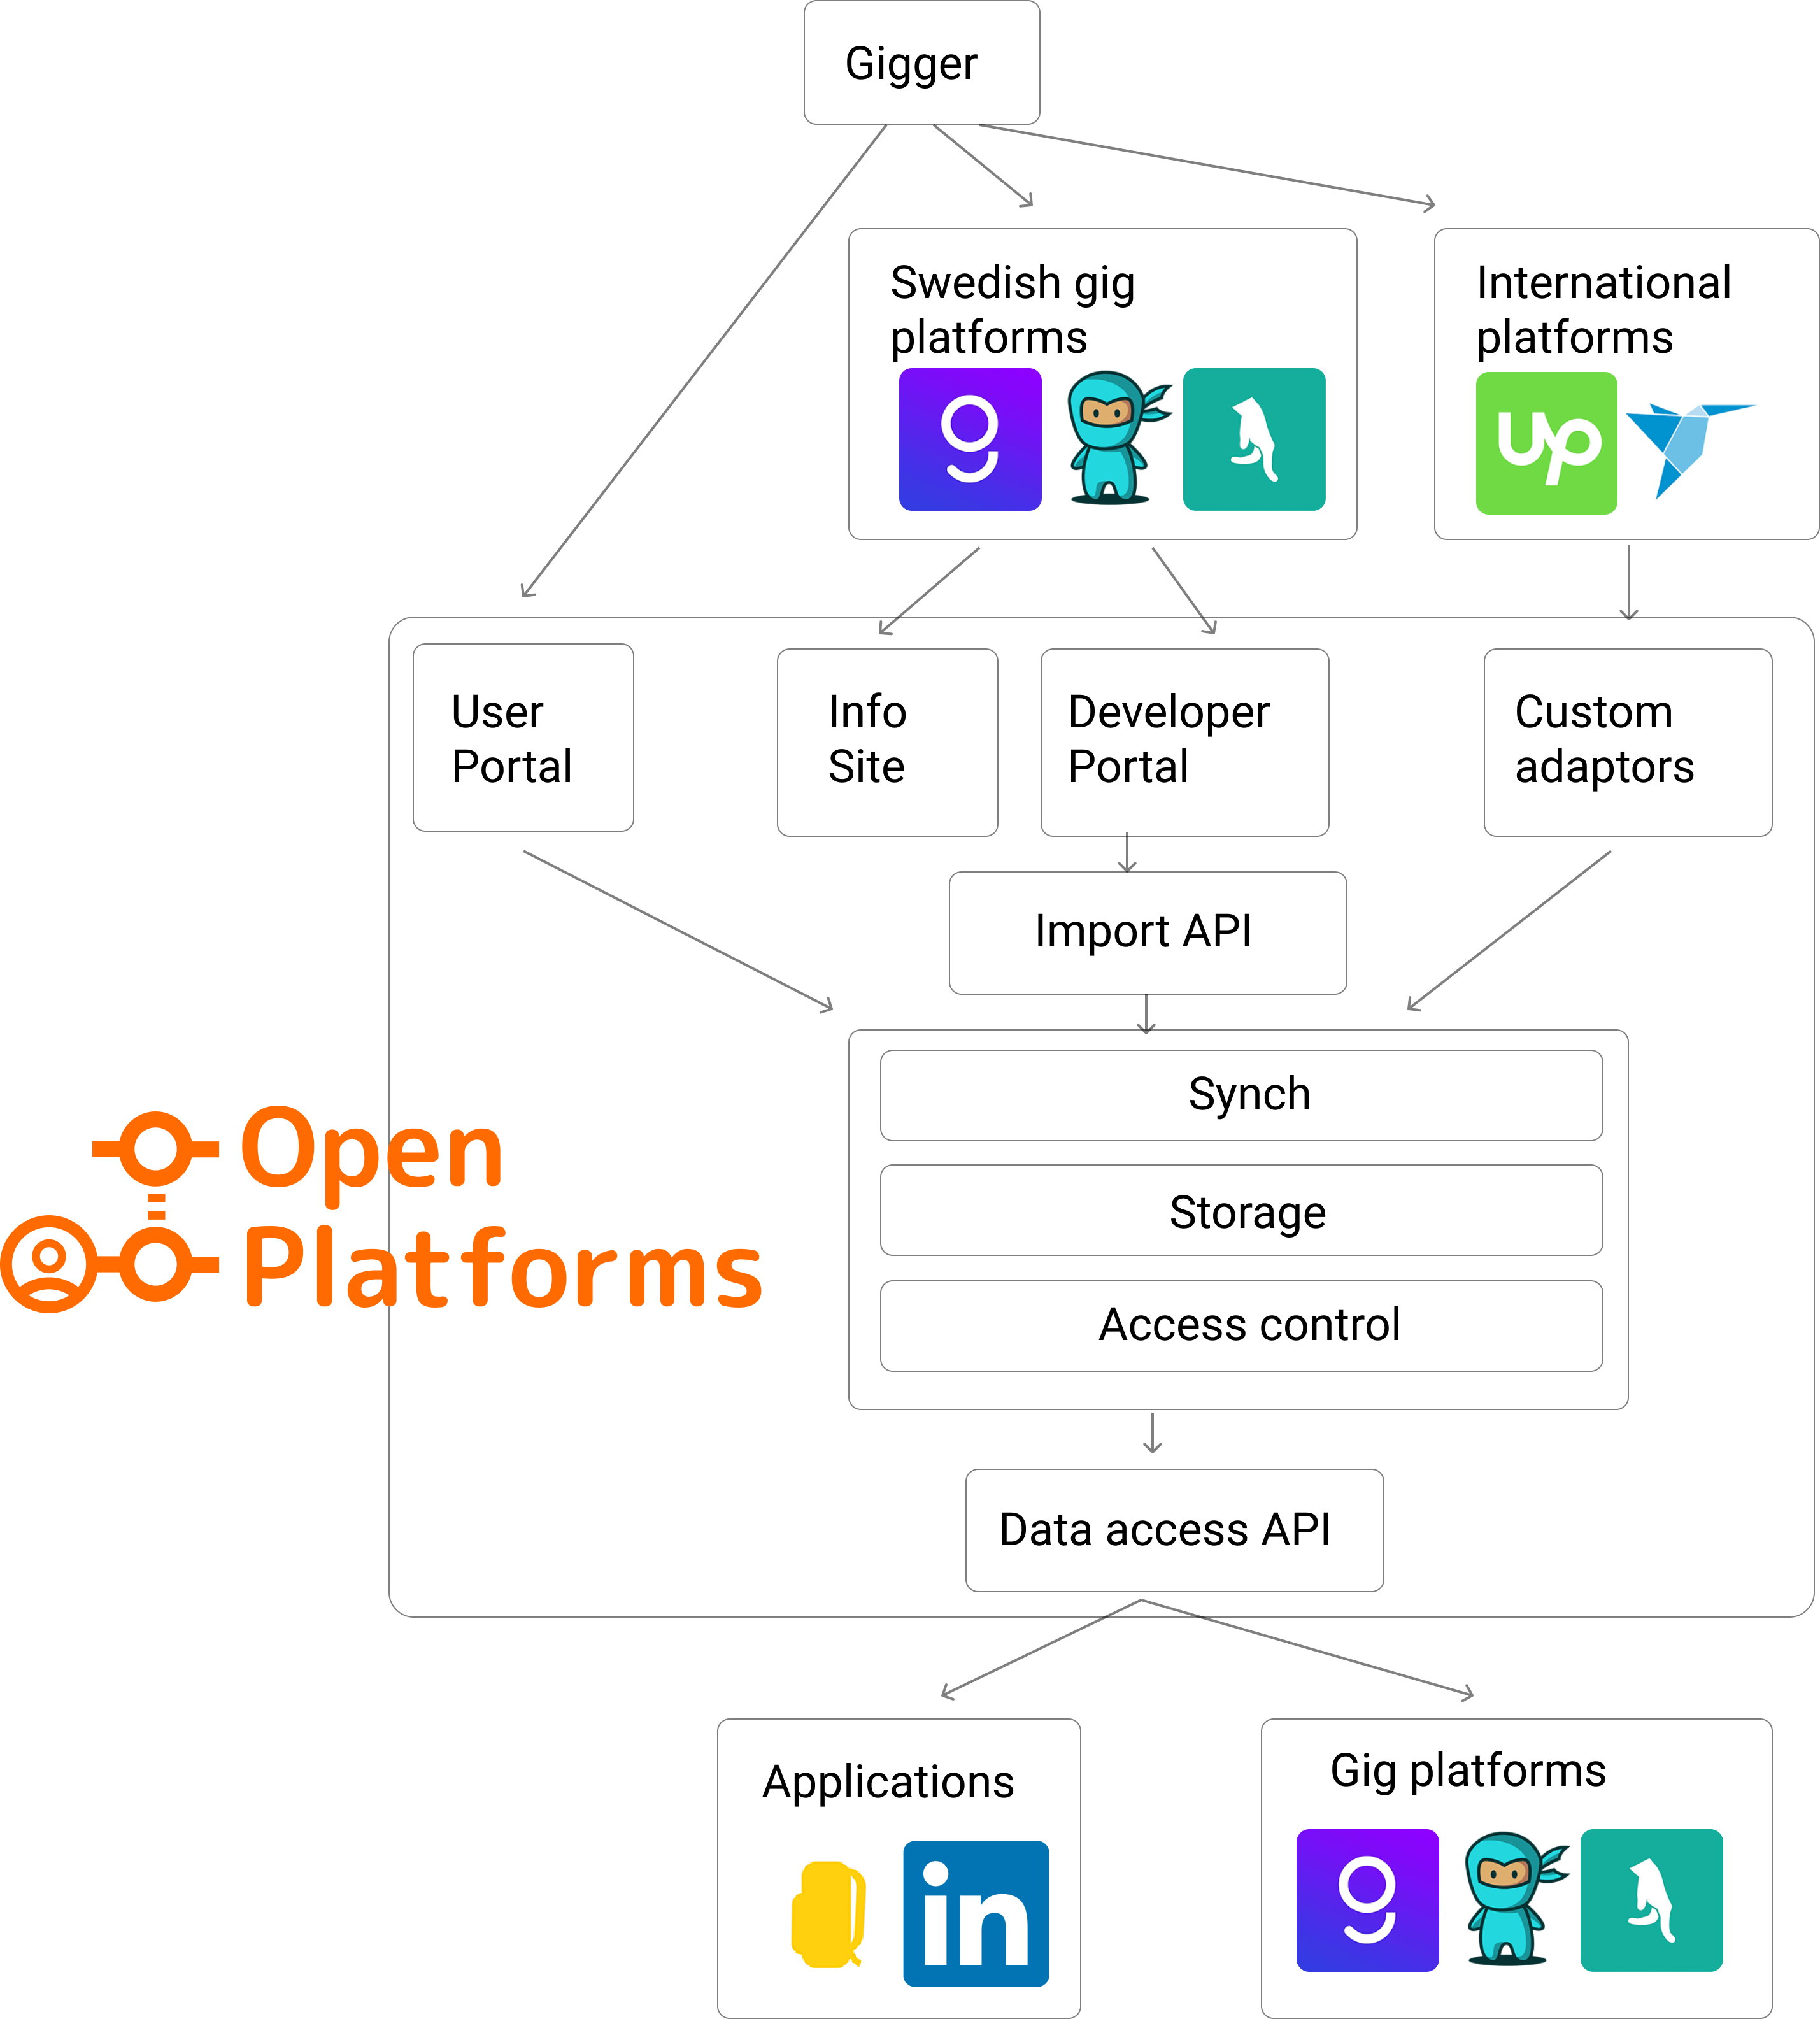 Gigger
Swedish gig
platforms
International
platforms
g
up
User
Portal
Info
Site
Developer
Portal
Custom
adaptors
Import API
Synch
Storage
Access control
Open
Platforms
Data access API
Applications
in
Gig platforms
g